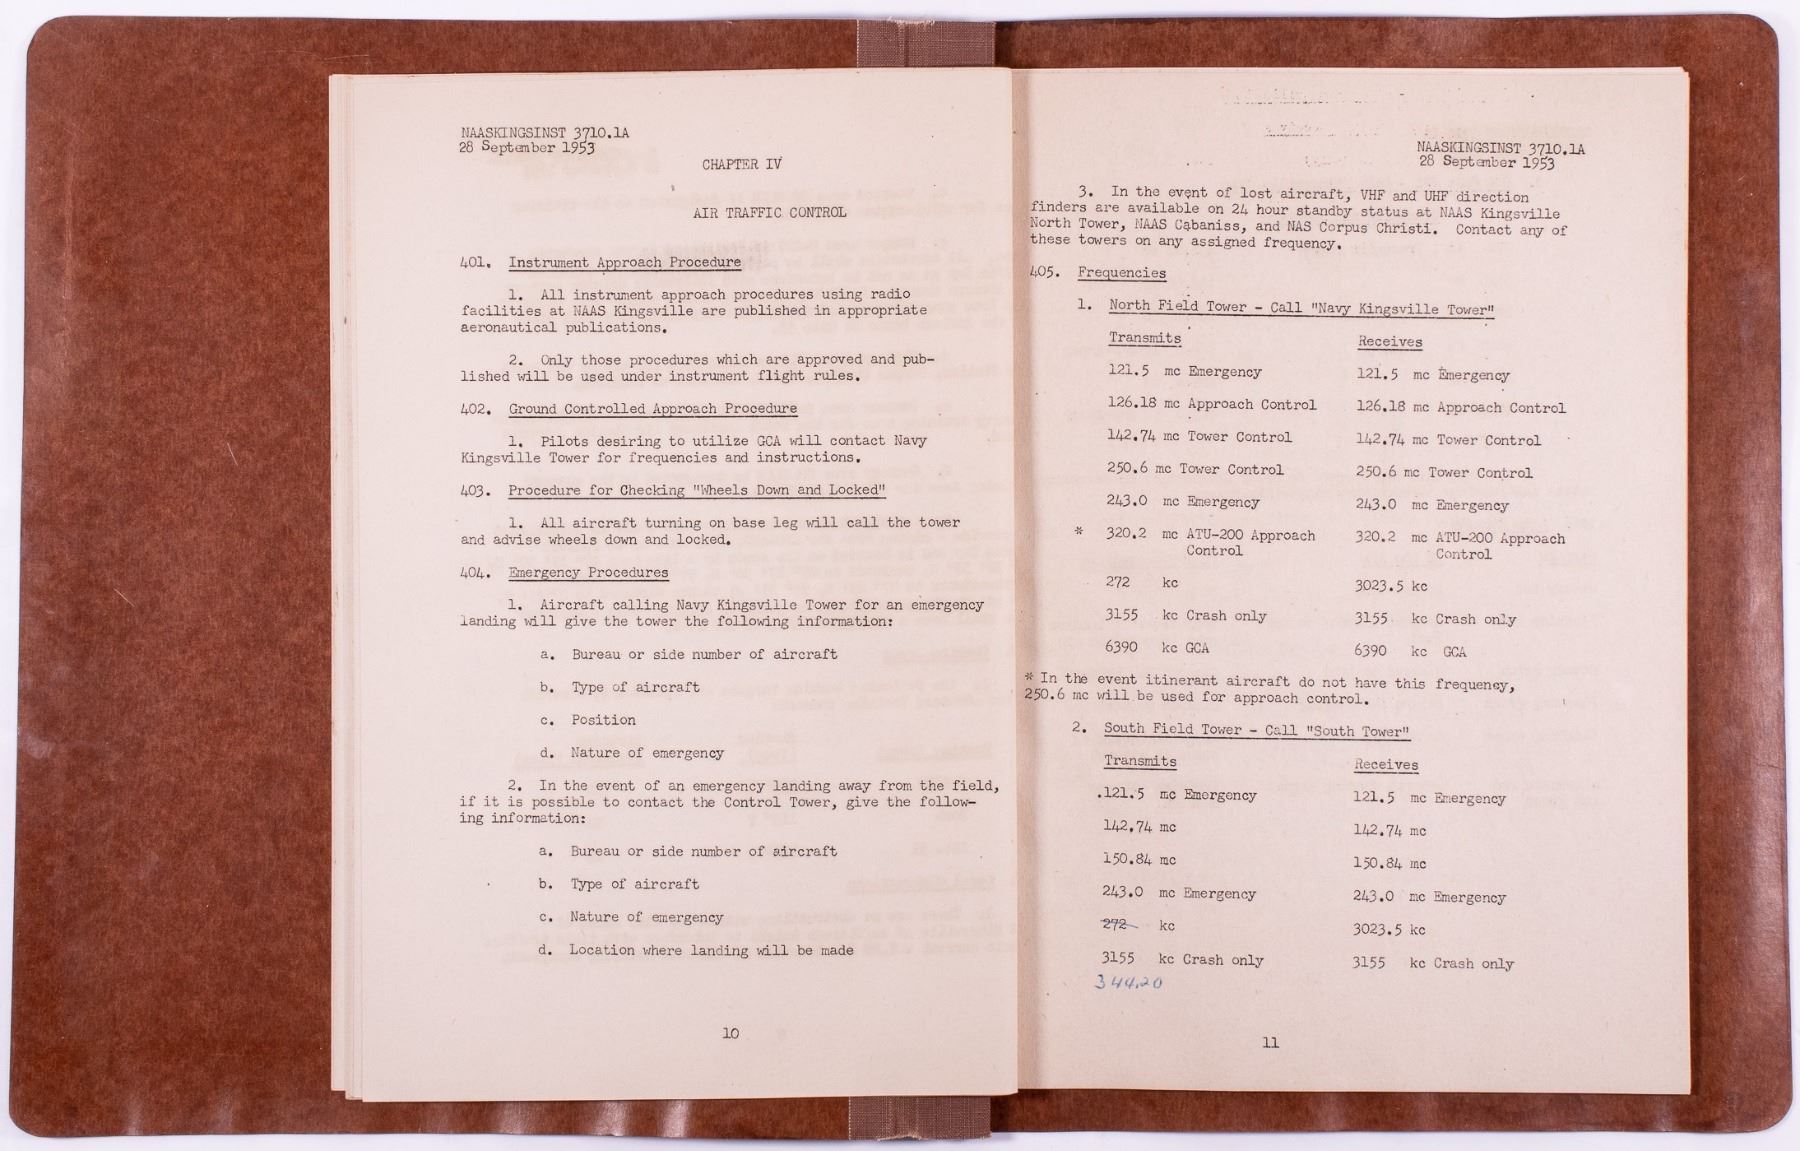 NAASKINGSINST 3710.1A
28 September 1953
CHAPTER IV
AIR TRAFFIC CONTROL
401. Instrument Approach Procedure
1. All instrument approach procedures using radio
facilities at NAAS Kingsville are published in appropriate
aeronautical publications.
2. Only those procedures which are approved and pub-
lished will be used under instrument flight rules.
402. Ground Controlled Approach Procedure
1. Pilots desiring to utilize GCA will contact Navy
Kingsville Tower for frequencies and instructions.
403. Procedure for Checking "Wheels Down and Locked"
1. All aircraft turning on base leg will call the tower
and advise wheels down and locked.
404. Emergency Procedures
1. Aircraft calling Navy Kingsville Tower for an emergency
landing will give the tower the following information:
a. Bureau or side number of aircraft
b. Type of aircraft
c. Position
d. Nature of emergency
2. In the event of an emergency landing away from the field,
if it is possible to contact the Control Tower, give the follow-
ing information:
a. Bureau or side number of aircraft
b. Type of aircraft
c. Nature of emergency
d. Location where landing will be made
10
NAASKINGSINST 3710.1A
28 September 1953
3. In the event of lost aircraft, VHF and UHF direction
finders are available on 24 hour standby status at NAAS Kingsville
North Tower, NAAS Cabaniss, and NAS Corpus Christi. Contact any of
these towers on any assigned frequency.
405. Frequencies
1. North Field Tower - Call "Navy Kingsville Tower"
Transmits Receives
121.5 mc Emergency 121.5 mc Emergency
126.18 mc Approach Control 126.18 mc Approach Control
142.74 mc Tower Control 142.74 mc Tower Control
250.6 mc Tower Control 250.6 mc Tower Control
243.0 mc Emergency 243.0 mc Emergency
* 320.2 mc ATU-200 Approach 320.2 mc ATU-200 Approach
Control Control
272 kc 3023.5 kc
3155 kc Crash only 3155 kc Crash only
6390 kc GCA 6390 kc GCA
* In the event itinerant aircraft do not have this frequency,
250.6 mc will be used for approach control.
2. South Field Tower - Call "South Tower"
Transmits Receives
121.5 mc Emergency 121.5 mc Emergency
142.74 mc 142.74 mc
150.84 mc 150.84 mc
243.0 mc Emergency 243.0 mc Emergency
272 kc 3023.5 kc
3155 kc Crash only 3155 kc Crash only
344.20
11